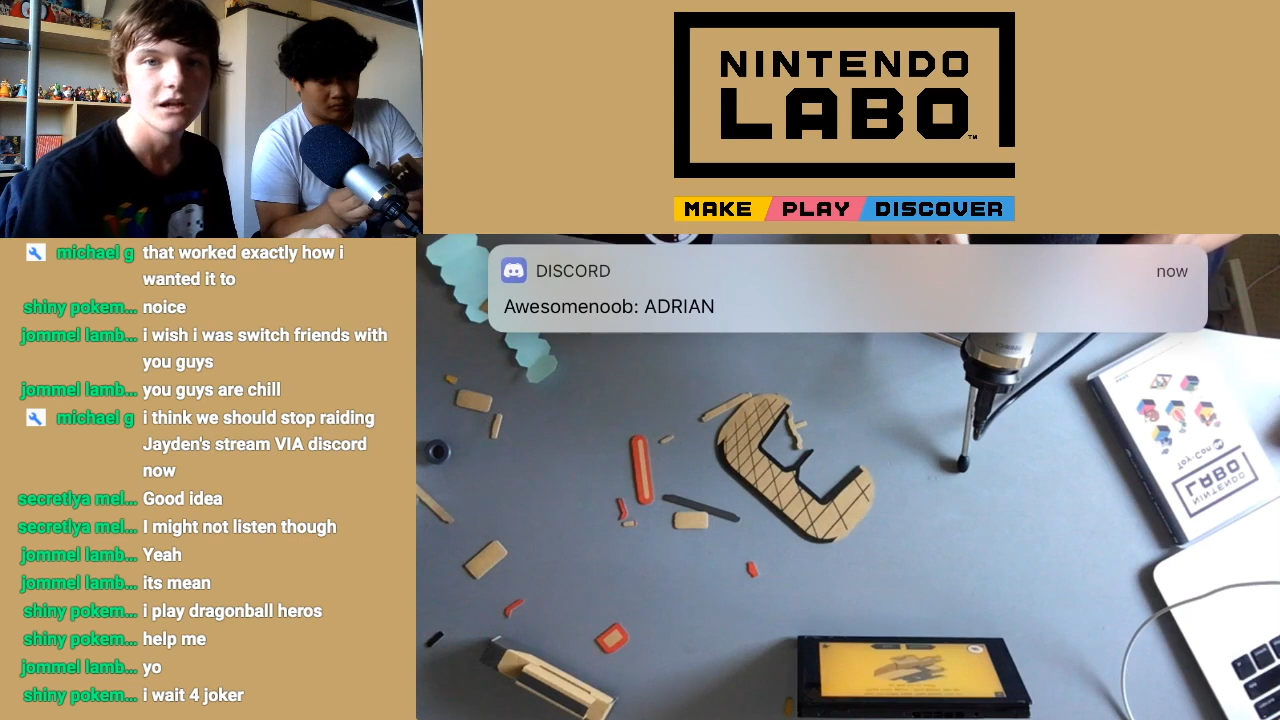 NINTENDO
LABO™
MAKE PLAY DISCOVER
DISCORD
now
Awesomenoob: ADRIAN
michael g that worked exactly how i
wanted it to
shiny pokem... noice
jommel lamb... i wish i was switch friends with
you guys
jommel lamb... you guys are chill
michael g i think we should stop raiding
Jayden's stream VIA discord
now
secretlya mel... Good idea
secretlya mel... I might not listen though
jommel lamb... Yeah
jommel lamb... its mean
shiny pokem... i play dragonball heros
shiny pokem... help me
jommel lamb... yo
shiny pokem... i wait 4 joker
Toy-Con
NINTENDO
LABO